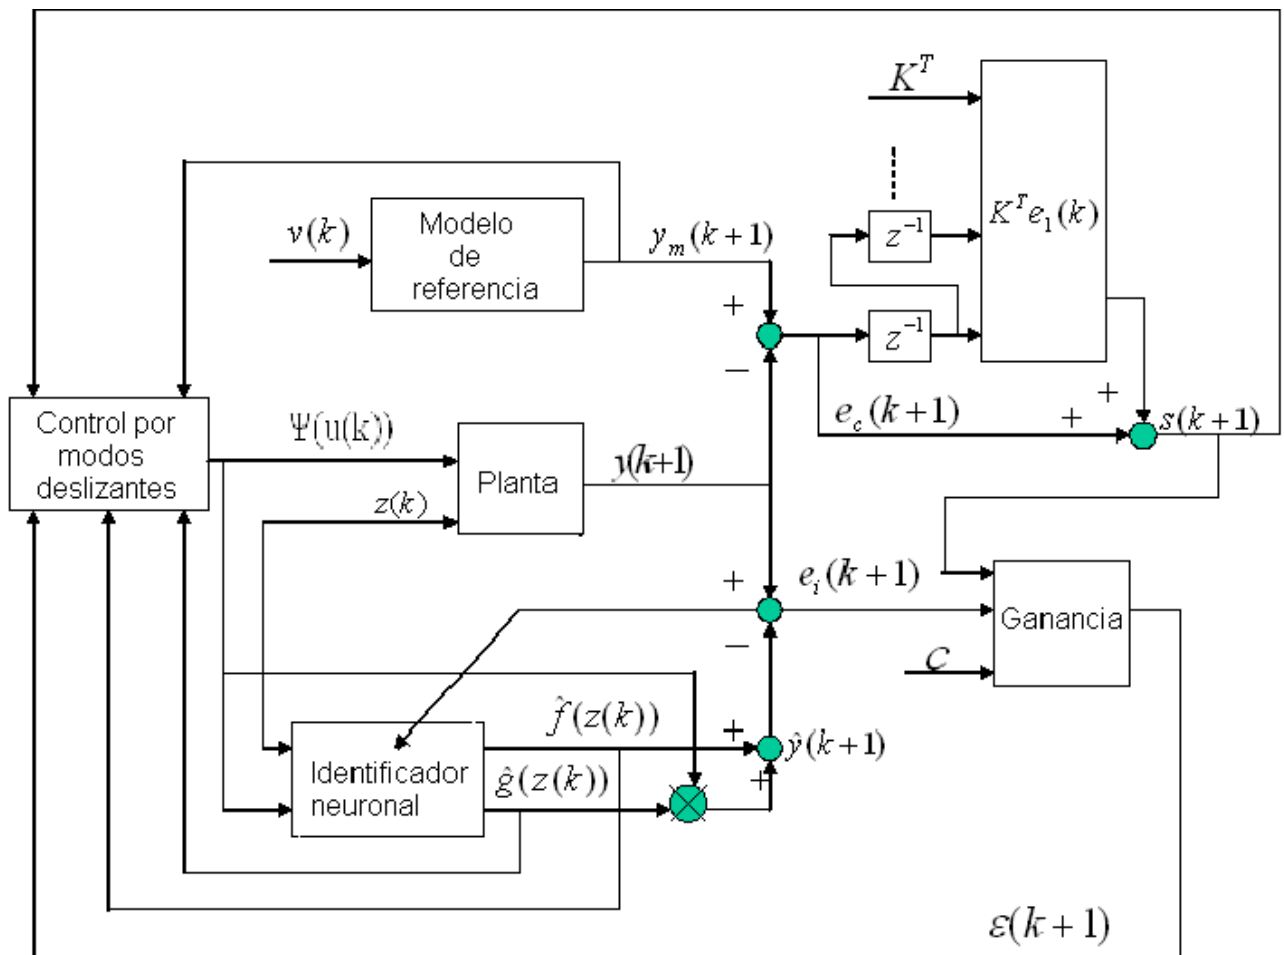 K^T
z^{-1}
K^T e_1(k)
z^{-1}
v(k)
Modelo
de
referencia
y_m(k+1)
+
−
e_c(k+1)
+
+
s(k+1)
Control por
modos
deslizantes
Ψ(u(k))
z(k)
Planta
y(k+1)
+
−
e_i(k+1)
Ganancia
C
Identificador
neuronal
f̂(z(k))
ĝ(z(k))
+
+
ŷ(k+1)
ε(k+1)